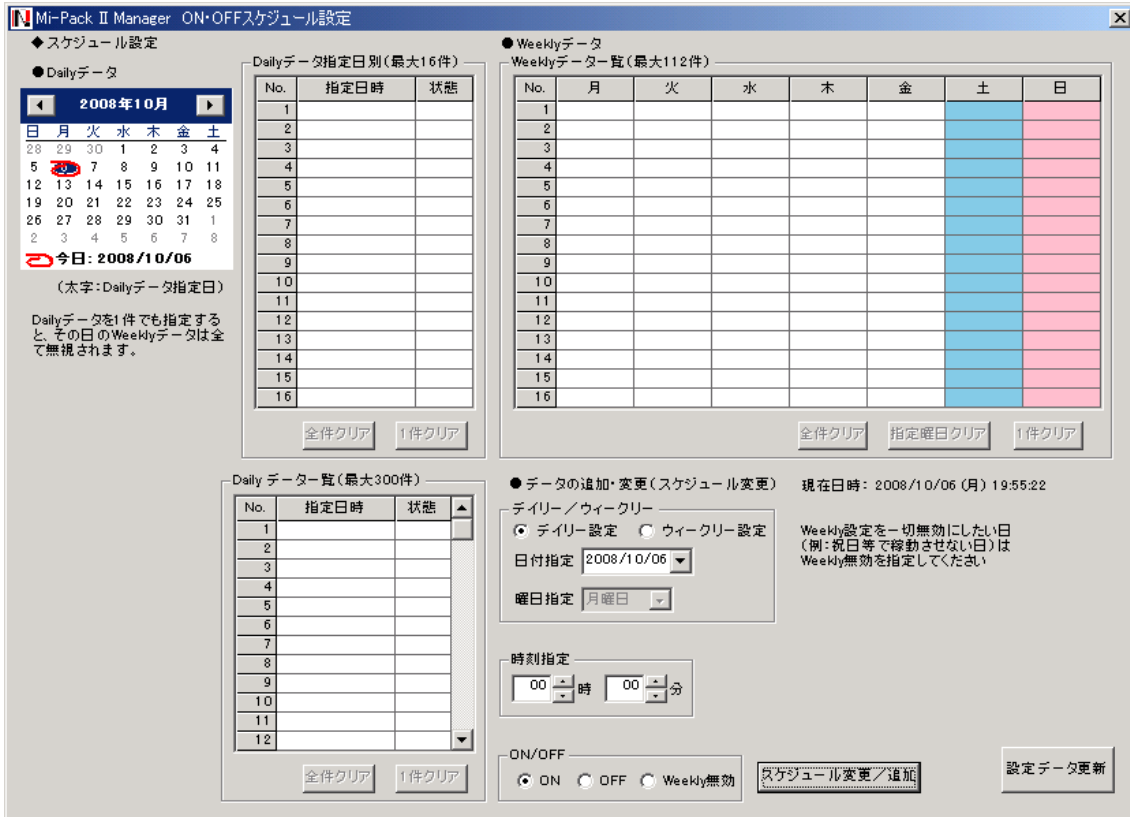 Mi-Pack Ⅱ Manager ON・OFFスケジュール設定
◆スケジュール設定
●Dailyデータ
2008年10月
日 月 火 水 木 金 土
28 29 30 1 2 3 4
5 6 7 8 9 10 11
12 13 14 15 16 17 18
19 20 21 22 23 24 25
26 27 28 29 30 31 1
2 3 4 5 6 7 8
今日: 2008/10/06
(太字:Dailyデータ指定日)
Dailyデータを1件でも指定する
と、その日のWeeklyデータは全
て無視されます。
Dailyデータ指定日別(最大16件)
No. 指定日時 状態
1
2
3
4
5
6
7
8
9
10
11
12
13
14
15
16
全件クリア 1件クリア
●Weeklyデータ
Weeklyデータ一覧(最大112件)
No. 月 火 水 木 金 土 日
1
2
3
4
5
6
7
8
9
10
11
12
13
14
15
16
全件クリア 指定曜日クリア 1件クリア
Daily データ一覧(最大300件)
No. 指定日時 状態
1
2
3
4
5
6
7
8
9
10
11
12
全件クリア 1件クリア
●データの追加・変更(スケジュール変更)
現在日時: 2008/10/06 (月) 19:55:22
デイリー/ウィークリー
デイリー設定 ウィークリー設定
日付指定 2008/10/06
曜日指定 月曜日
Weekly設定を一切無効にしたい日
(例:祝日等で稼動させない日)は
Weekly無効を指定してください
時刻指定
00 時 00 分
ON/OFF
ON OFF Weekly無効
スケジュール変更/追加
設定データ更新